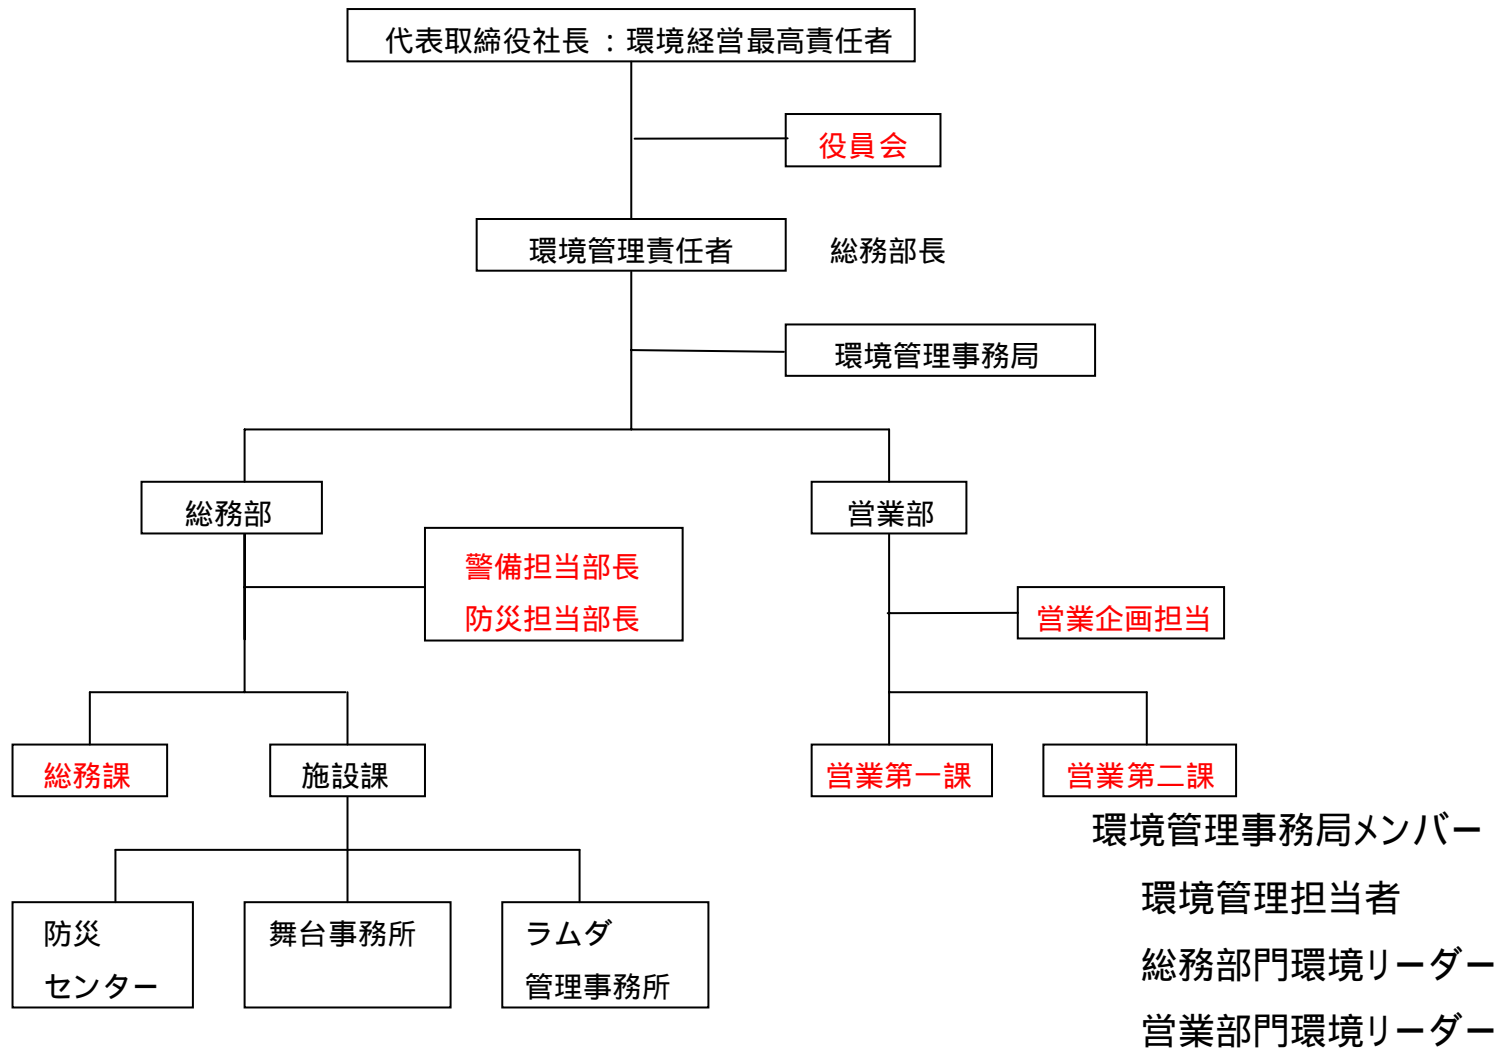 代表取締役社長：環境経営最高責任者
役員会
環境管理責任者
総務部長
環境管理事務局
総務部
営業部
警備担当部長
防災担当部長
営業企画担当
総務課
施設課
営業第一課
営業第二課
環境管理事務局メンバー
環境管理担当者
総務部門環境リーダー
営業部門環境リーダー
防災
センター
舞台事務所
ラムダ
管理事務所